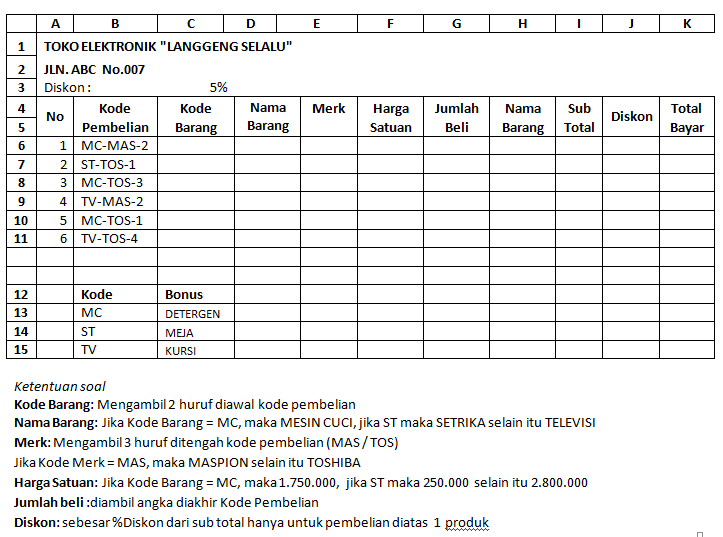 A B C D E F G H I J K
1 TOKO ELEKTRONIK "LANGGENG SELALU"
2 JLN. ABC No.007
3 Diskon : 5%
4 No Kode Kode Nama Merk Harga Jumlah Nama Sub Diskon Total
5 Pembelian Barang Barang Satuan Beli Barang Total Bayar
6 1 MC-MAS-2
7 2 ST-TOS-1
8 3 MC-TOS-3
9 4 TV-MAS-2
10 5 MC-TOS-1
11 6 TV-TOS-4
12 Kode Bonus
13 MC DETERGEN
14 ST MEJA
15 TV KURSI
Ketentuan soal
Kode Barang: Mengambil 2 huruf diawal kode pembelian
Nama Barang: Jika Kode Barang = MC, maka MESIN CUCI, jika ST maka SETRIKA selain itu TELEVISI
Merk: Mengambil 3 huruf ditengah kode pembelian (MAS / TOS)
Jika Kode Merk = MAS, maka MASPION selain itu TOSHIBA
Harga Satuan: Jika Kode Barang = MC, maka 1.750.000, jika ST maka 250.000 selain itu 2.800.000
Jumlah beli :diambil angka diakhir Kode Pembelian
Diskon: sebesar %Diskon dari sub total hanya untuk pembelian diatas 1 produk